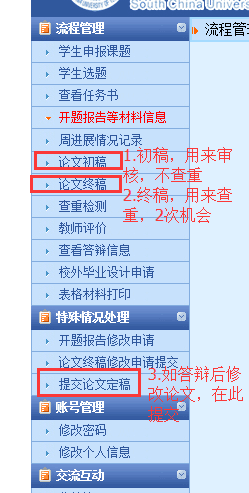 South China Univers
流程管理
流程管
学生申报课题
学生选题
查看任务书
开题报告等材料信息
周进展情况记录
论文初稿
1.初稿，用来审核，不查重
论文终稿
2.终稿，用来查重，2次机会
查重检测
教师评价
查看答辩信息
校外毕业设计申请
表格材料打印
特殊情况处理
开题报告修改申请
论文终稿修改申请提交
提交论文定稿
3.如答辩后修改论文，在此提交
账号管理
修改密码
修改个人信息
交流互动